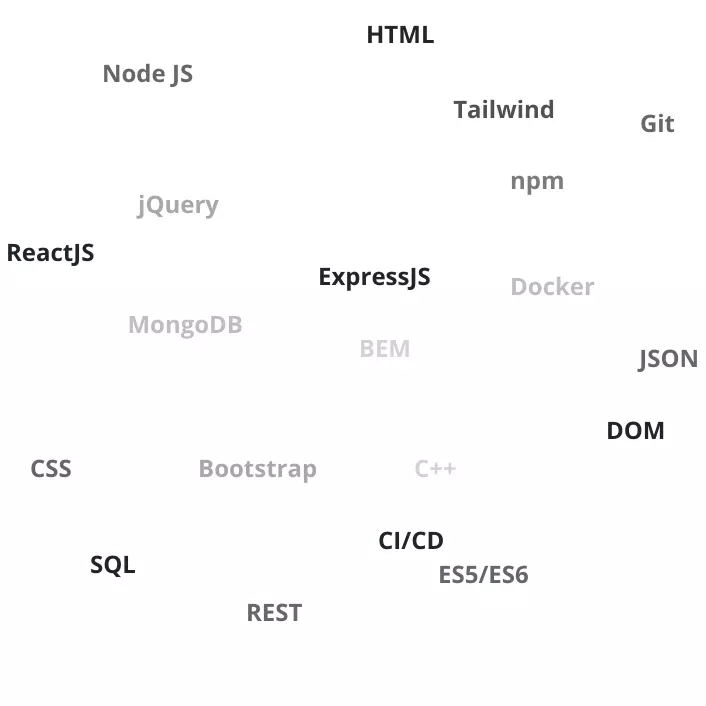 HTML
Node JS
Tailwind
Git
npm
jQuery
ReactJS
ExpressJS
Docker
MongoDB
BEM
JSON
DOM
CSS
Bootstrap
C++
CI/CD
SQL
ES5/ES6
REST